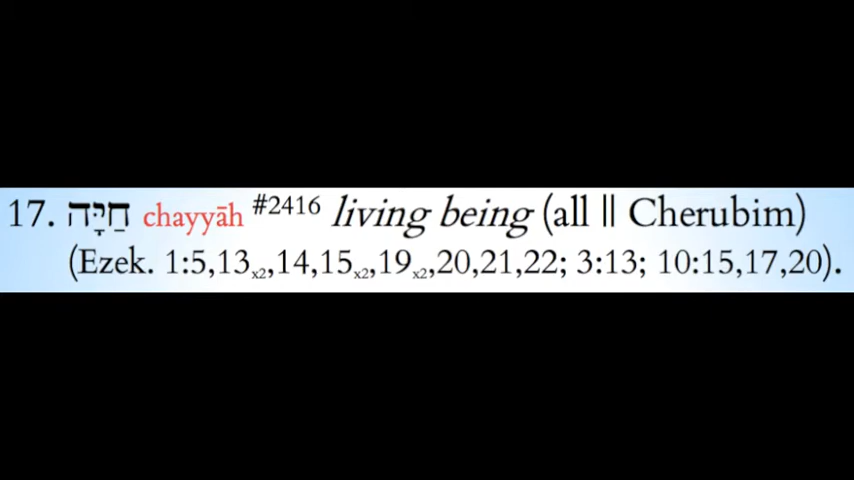 17. חַיָּה chayyāh #2416 living being (all || Cherubim)
(Ezek. 1:5,13x2,14,15x2,19x2,20,21,22; 3:13; 10:15,17,20).